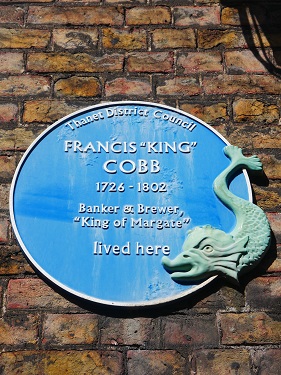 Thanet District Council
FRANCIS "KING"
COBB
1726 - 1802
Banker & Brewer,
"King of Margate"
lived here